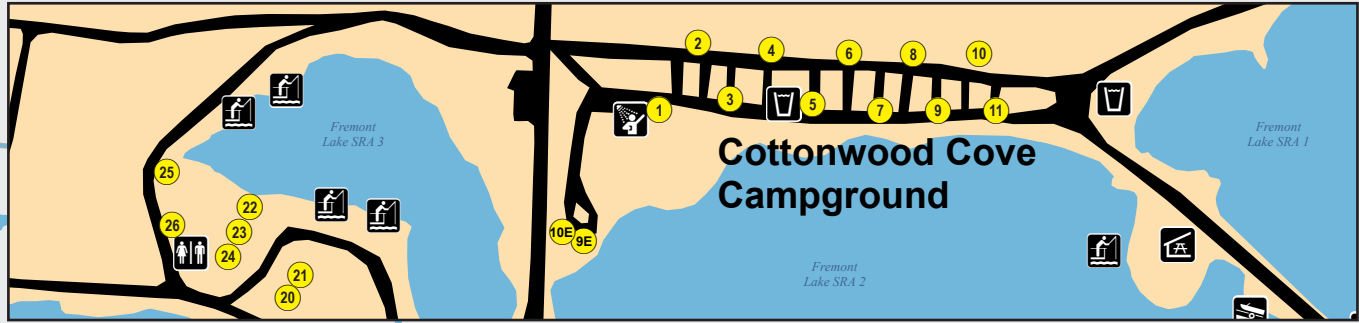 2
4
6
8
10
1
3
5
7
9
11
Fremont
Lake SRA 3
Fremont
Lake SRA 1
Cottonwood Cove
Campground
25
22
26
23
24
10E
9E
21
20
Fremont
Lake SRA 2